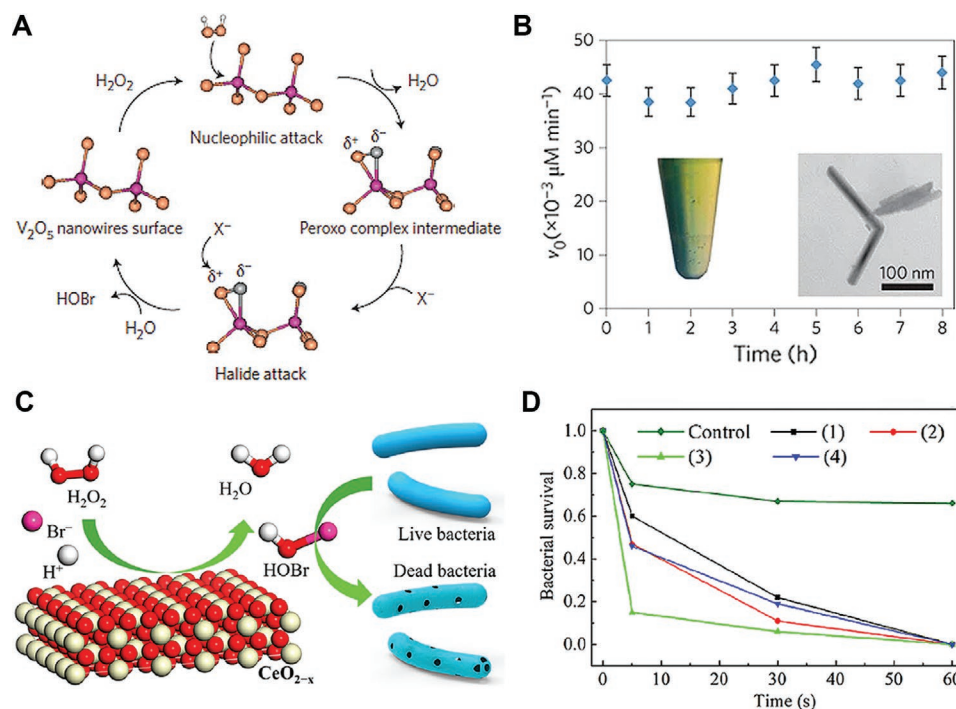 A
H₂O₂
H₂O
Nucleophilic attack
δ⁺ δ⁻
V₂O₅ nanowires surface
Peroxo complex intermediate
X⁻
δ⁺ δ⁻
X⁻
HOBr
H₂O
Halide attack
B
50
40
30
20
10
0
v₀(×10⁻³ μM min⁻¹)
100 nm
0 1 2 3 4 5 6 7 8
Time (h)
C
H₂O₂
H₂O
Br⁻
H⁺
HOBr
Live bacteria
Dead bacteria
CeO₂₋ₓ
D
Control (1) (2)
(3) (4)
1.0
0.8
0.6
0.4
0.2
0.0
Bacterial survival
0 10 20 30 40 50 60
Time (s)